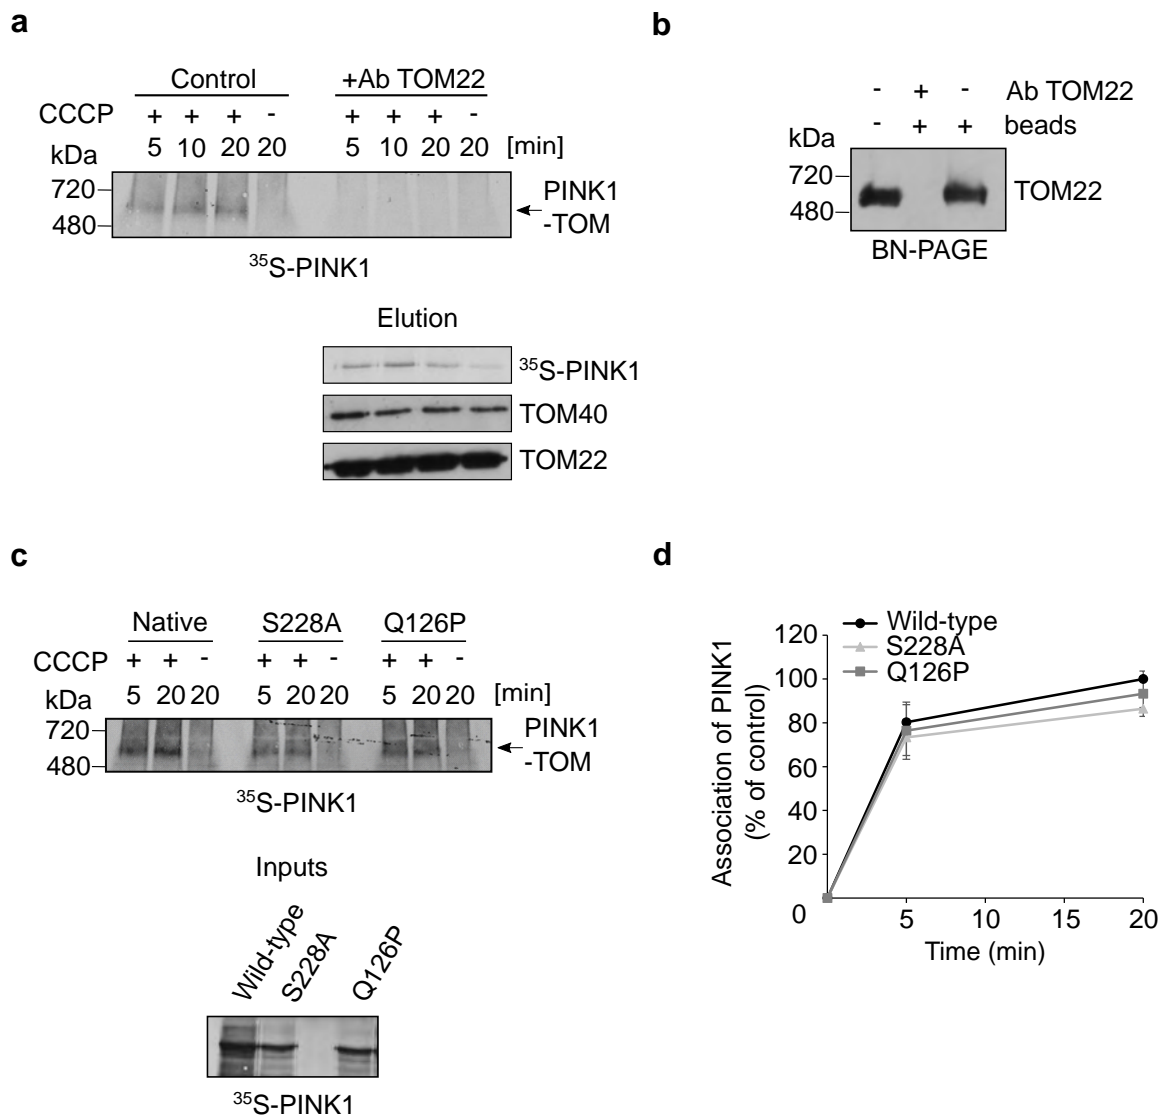 a
Control +Ab TOM22
CCCP + + + - + + + -
kDa 5 10 20 20 5 10 20 20 [min]
720
480
PINK1
-TOM
35S-PINK1
Elution
35S-PINK1
TOM40
TOM22
b
- + - Ab TOM22
- + + beads
kDa
720
480
TOM22
BN-PAGE
c
Native S228A Q126P
CCCP + + - + + - + + -
kDa 5 20 20 5 20 20 5 20 20 [min]
720
480
PINK1
-TOM
35S-PINK1
Inputs
Wild-type
S228A
Q126P
35S-PINK1
d
Wild-type
S228A
Q126P
Association of PINK1
(% of control)
120
100
80
60
40
20
0
5 10 15 20
Time (min)